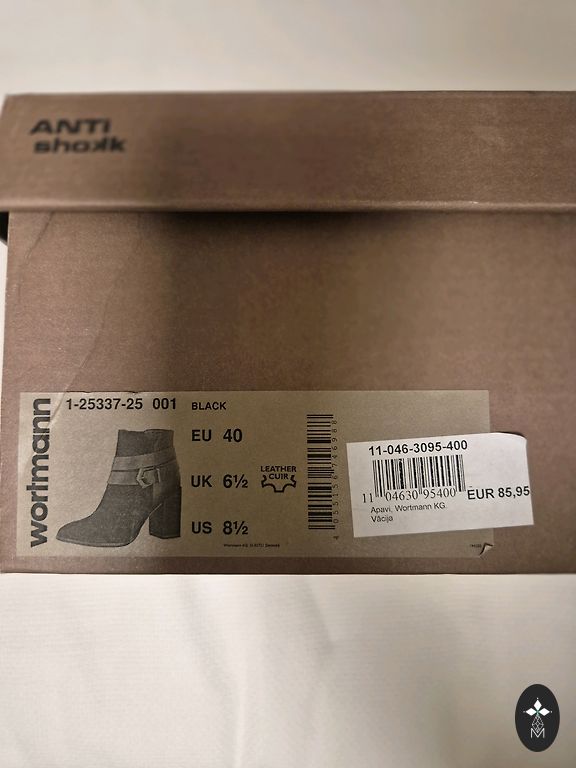 ANTi
shokk
wortmann
1-25337-25 001 BLACK
EU 40
UK 6½
US 8½
LEATHER
CUIR
11-046-3095-400
11 04630 95400
EUR 85,95
Apavi, Wortmann KG.
Vācija
M